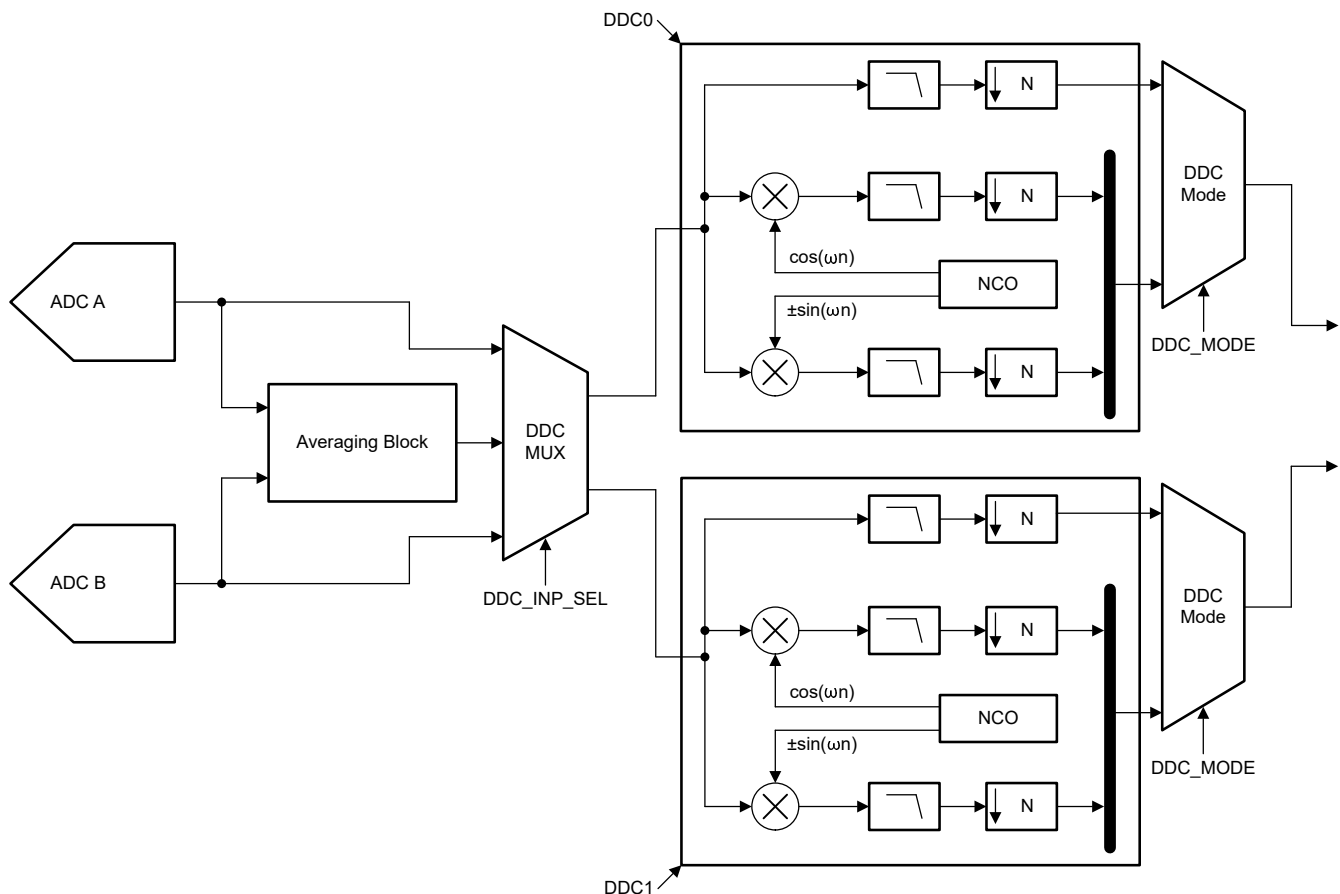 DDC0
N
DDC
Mode
N
cos(ωn)
NCO
±sin(ωn)
DDC_MODE
N
ADC A
Averaging Block
DDC
MUX
ADC B
DDC_INP_SEL
N
DDC
Mode
N
cos(ωn)
NCO
±sin(ωn)
DDC_MODE
N
DDC1